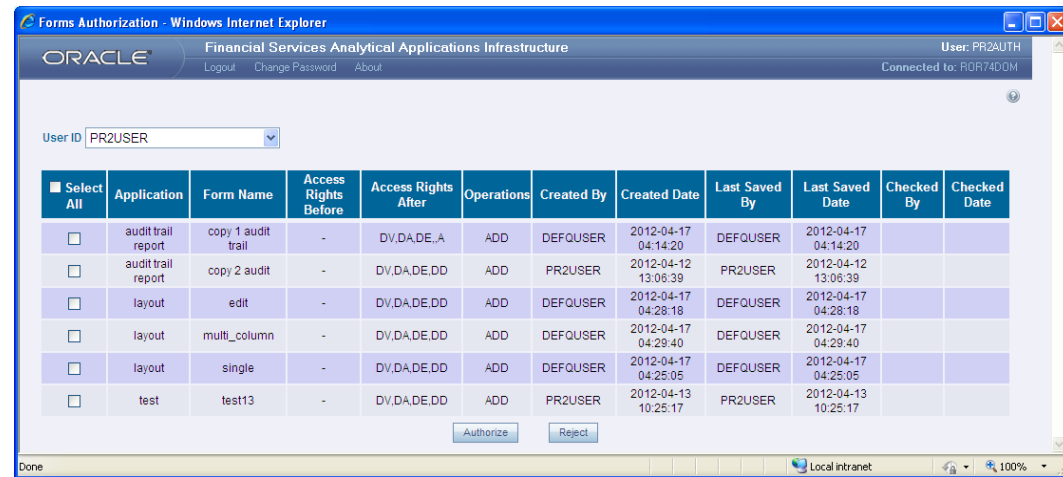 Forms Authorization - Windows Internet Explorer
ORACLE
Financial Services Analytical Applications Infrastructure
User: PR2AUTH
Logout Change Password About
Connected to: ROR74DOM
User ID PR2USER
Select All Application Form Name Access Rights Before Access Rights After Operations Created By Created Date Last Saved By Last Saved Date Checked By Checked Date
audit trail report copy 1 audit trail - DV,DA,DE,,A ADD DEFQUSER 2012-04-17 04:14:20 DEFQUSER 2012-04-17 04:14:20
audit trail report copy 2 audit - DV,DA,DE,DD ADD PR2USER 2012-04-12 13:06:39 PR2USER 2012-04-12 13:06:39
layout edit - DV,DA,DE,DD ADD DEFQUSER 2012-04-17 04:28:18 DEFQUSER 2012-04-17 04:28:18
layout multi_column - DV,DA,DE,DD ADD DEFQUSER 2012-04-17 04:29:40 DEFQUSER 2012-04-17 04:29:40
layout single - DV,DA,DE,DD ADD DEFQUSER 2012-04-17 04:25:05 DEFQUSER 2012-04-17 04:25:05
test test13 - DV,DA,DE,DD ADD PR2USER 2012-04-13 10:25:17 PR2USER 2012-04-13 10:25:17
Authorize Reject
Done Local intranet 100%